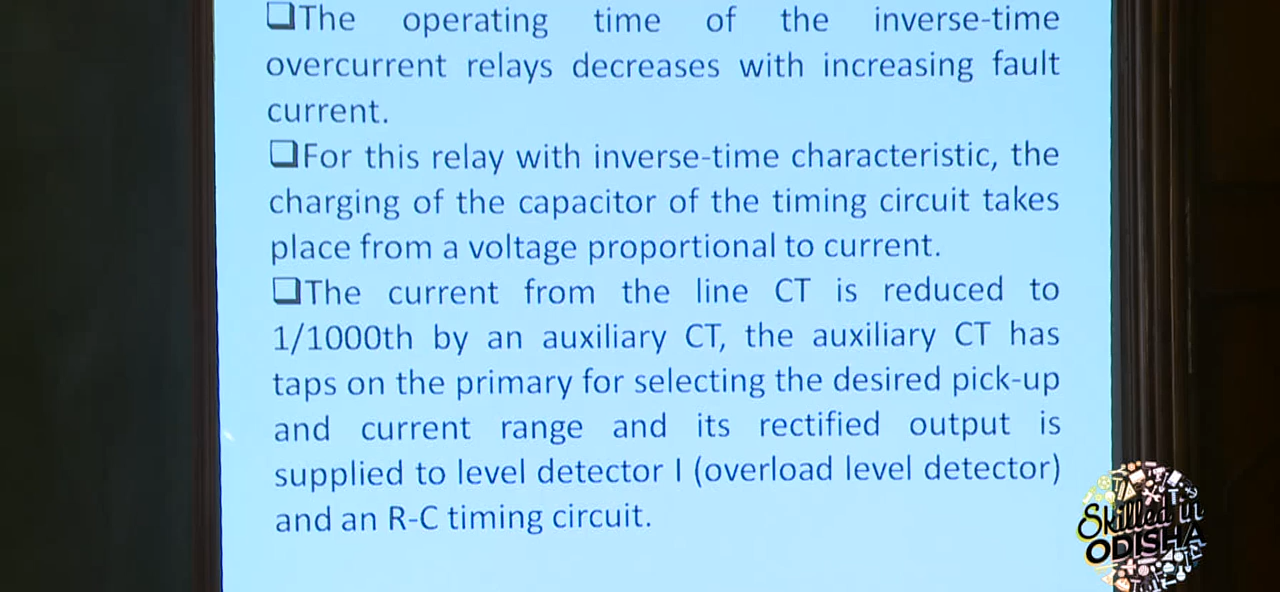 ❑The operating time of the inverse-time
overcurrent relays decreases with increasing fault
current.
❑For this relay with inverse-time characteristic, the
charging of the capacitor of the timing circuit takes
place from a voltage proportional to current.
❑The current from the line CT is reduced to
1/1000th by an auxiliary CT, the auxiliary CT has
taps on the primary for selecting the desired pick-up
and current range and its rectified output is
supplied to level detector I (overload level detector)
and an R-C timing circuit.
Skilled in
ODISHA